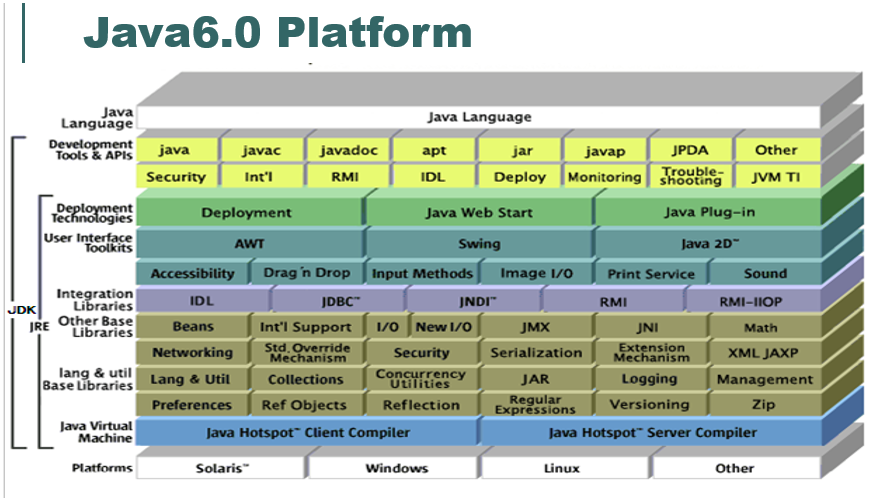 Java6.0 Platform
Java Language
Java Language
Development Tools & APIs
java javac javadoc apt jar javap JPDA Other
Security Int'l RMI IDL Deploy Monitoring Trouble-shooting JVM TI
Deployment Technologies
Deployment Java Web Start Java Plug-in
User Interface Toolkits
AWT Swing Java 2D™
Accessibility Drag 'n Drop Input Methods Image I/O Print Service Sound
Integration Libraries
IDL JDBC™ JNDI™ RMI RMI-IIOP
JDK
JRE
Other Base Libraries
Beans Int'l Support I/O New I/O JMX JNI Math
Networking Std. Override Mechanism Security Serialization Extension Mechanism XML JAXP
lang & util Base Libraries
Lang & Util Collections Concurrency Utilities JAR Logging Management
Preferences Ref Objects Reflection Regular Expressions Versioning Zip
Java Virtual Machine
Java Hotspot™ Client Compiler Java Hotspot™ Server Compiler
Platforms
Solaris™ Windows Linux Other